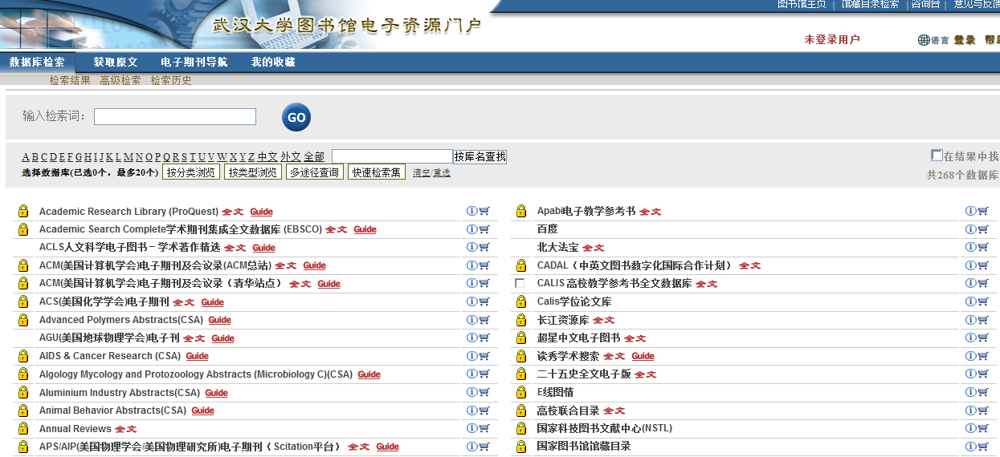 图书馆主页 | 馆藏目录检索 | 咨询台 | 意见与反馈
武汉大学图书馆电子资源门户
未登录用户 语言 登录 帮
数据库检索 获取原文 电子期刊导航 我的收藏
检索结果 高级检索 检索历史
输入检索词: GO
A B C D E F G H I J K L M N O P Q R S T U V W X Y Z 中文 外文 全部 按库名查找 在结果中找
选择数据库(已选0个，最多20个) 按分类浏览 按类型浏览 多途径查询 快速检索集 清空/重选 共268个数据库
Academic Research Library (ProQuest) 全文 Guide
Academic Search Complete学术期刊集成全文数据库 (EBSCO) 全文 Guide
ACLS人文科学电子图书－学术著作精选 全文 Guide
ACM(美国计算机学会)电子期刊及会议录(ACM总站) 全文 Guide
ACM(美国计算机学会)电子期刊及会议录（清华站点） 全文 Guide
ACS(美国化学学会)电子期刊 全文 Guide
Advanced Polymers Abstracts(CSA) Guide
AGU(美国地球物理学会)电子刊 全文 Guide
AIDS & Cancer Research (CSA) Guide
Algology Mycology and Protozoology Abstracts (Microbiology C)(CSA) Guide
Aluminium Industry Abstracts(CSA) Guide
Animal Behavior Abstracts(CSA) Guide
Annual Reviews 全文
APS/AIP(美国物理学会/美国物理研究所)电子期刊（Scitation平台） 全文 Guide
Apabi电子教学参考书 全文
百度
北大法宝 全文
CADAL（中英文图书数字化国际合作计划） 全文
CALIS 高校教学参考书全文数据库 全文
Calis学位论文库
长江资源库 全文
超星中文电子图书 全文
读秀学术搜索 全文 Guide
二十五史全文电子版 全文
E线图情
高校联合目录 全文
国家科技图书文献中心(NSTL)
国家图书馆馆藏目录